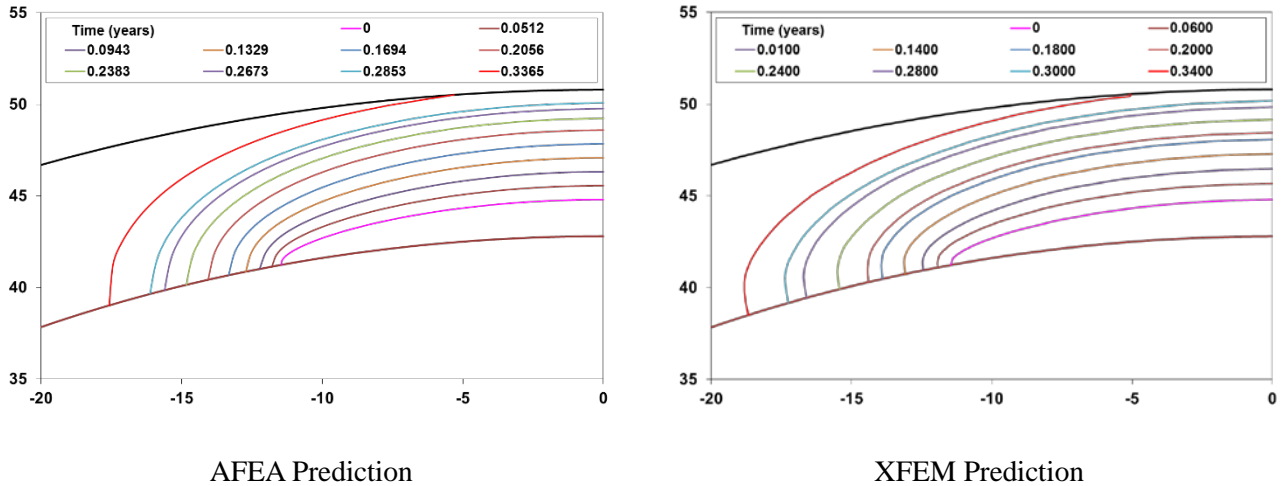 55
Time (years) 0 0.0512
0.0943 0.1329 0.1694 0.2056
0.2383 0.2673 0.2853 0.3365
50
45
40
35
-20 -15 -10 -5 0
AFEA Prediction
55
Time (years) 0 0.0600
0.0100 0.1400 0.1800 0.2000
0.2400 0.2800 0.3000 0.3400
50
45
40
35
-20 -15 -10 -5 0
XFEM Prediction